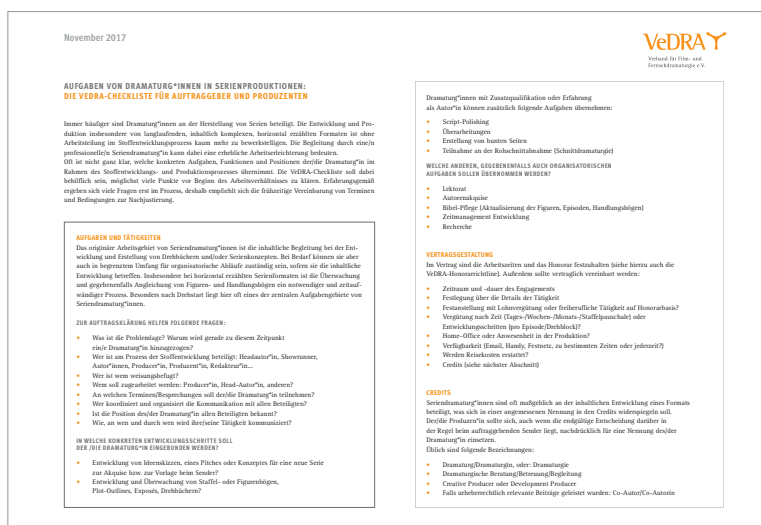 November 2017
VeDRA
Verband für Film- und
Fernsehdramaturgie e.V.
AUFGABEN VON DRAMATURG*INNEN IN SERIENPRODUKTIONEN:
DIE VEDRA-CHECKLISTE FÜR AUFTRAGGEBER UND PRODUZENTEN
Immer häufiger sind Dramaturg*innen an der Herstellung von Serien beteiligt. Die Entwicklung und Pro-
duktion insbesondere von langlaufenden, inhaltlich komplexen, horizontal erzählten Formaten ist ohne
Arbeitsteilung im Stoffentwicklungsprozess kaum mehr zu bewerkstelligen. Die Begleitung durch eine/n
professionelle/n Seriendramaturg*in kann dabei eine erhebliche Arbeitserleichterung bedeuten.
Oft ist nicht ganz klar, welche konkreten Aufgaben, Funktionen und Positionen der/die Dramaturg*in im
Rahmen des Stoffentwicklungs- und Produktionsprozesses übernimmt. Die VeDRA-Checkliste soll dabei
behilflich sein, möglichst viele Punkte vor Beginn des Arbeitsverhältnisses zu klären. Erfahrungsgemäß
ergeben sich viele Fragen erst im Prozess, deshalb empfiehlt sich die frühzeitige Vereinbarung von Terminen
und Bedingungen zur Nachjustierung.
AUFGABEN UND TÄTIGKEITEN
Das originäre Arbeitsgebiet von Seriendramaturg*innen ist die inhaltliche Begleitung bei der Ent-
wicklung und Erstellung von Drehbüchern und/oder Serienkonzepten. Bei Bedarf können sie aber
auch in begrenztem Umfang für organisatorische Abläufe zuständig sein, sofern sie die inhaltliche
Entwicklung betreffen. Insbesondere bei horizontal erzählten Serienformaten ist die Überwachung
und gegebenenfalls Angleichung von Figuren- und Handlungsbögen ein notwendiger und zeitauf-
wändiger Prozess. Besonders nach Drehstart liegt hier oft eines der zentralen Aufgabengebiete von
Seriendramaturg*innen.
ZUR AUFTRAGSKLÄRUNG HELFEN FOLGENDE FRAGEN:
• Was ist die Problemlage? Warum wird gerade zu diesem Zeitpunkt
ein/e Dramaturg*in hinzugezogen?
• Wer ist am Prozess der Stoffentwicklung beteiligt: Headautor*in, Showrunner,
Autor*innen, Producer*in, Produzent*in, Redakteur*in...
• Wer ist wem weisungsbefugt?
• Wem soll zugearbeitet werden: Producer*in, Head-Autor*in, anderen?
• An welchen Terminen/Besprechungen soll der/die Dramaturg*in teilnehmen?
• Wer koordiniert und organisiert die Kommunikation mit allen Beteiligten?
• Ist die Position des/der Dramaturg*in allen Beteiligten bekannt?
• Wie, an wen und durch wen wird ihre/seine Tätigkeit kommuniziert?
IN WELCHE KONKRETEN ENTWICKLUNGSSCHRITTE SOLL
DER /DIE DRAMATURG*IN EINGEBUNDEN WERDEN?
• Entwicklung von Ideenskizzen, eines Pitches oder Konzeptes für eine neue Serie
zur Akquise bzw. zur Vorlage beim Sender?
• Entwicklung und Überwachung von Staffel- oder Figurenbögen,
Plot-Outlines, Exposés, Drehbüchern?
Dramaturg*innen mit Zusatzqualifikation oder Erfahrung
als Autor*in können zusätzlich folgende Aufgaben übernehmen:
• Script-Polishing
• Überarbeitungen
• Erstellung von bunten Seiten
• Teilnahme an der Rohschnittabnahme (Schnittdramaturgie)
WELCHE ANDEREN, GEGEBENENFALLS AUCH ORGANISATORISCHEN
AUFGABEN SOLLEN ÜBERNOMMEN WERDEN?
• Lektorat
• Autorenakquise
• Bibel-Pflege (Aktualisierung der Figuren, Episoden, Handlungsbögen)
• Zeitmanagement Entwicklung
• Recherche
VERTRAGSGESTALTUNG
Im Vertrag sind die Arbeitszeiten und das Honorar festzuhalten (siehe hierzu auch die
VeDRA-Honorarrichtlinie). Außerdem sollte vertraglich vereinbart werden:
• Zeitraum und -dauer des Engagements
• Festlegung über die Details der Tätigkeit
• Festanstellung mit Lohnvergütung oder freiberufliche Tätigkeit auf Honorarbasis?
• Vergütung nach Zeit (Tages-/Wochen-/Monats-/Staffelpauschale) oder
Entwicklungsschritten (pro Episode/Drehblock)?
• Home-Office oder Anwesenheit in der Produktion?
• Verfügbarkeit (Email, Handy, Festnetz, zu bestimmten Zeiten oder jederzeit?)
• Werden Reisekosten erstattet?
• Credits (siehe nächster Abschnitt)
CREDITS
Seriendramaturg*innen sind oft maßgeblich an der inhaltlichen Entwicklung eines Formats
beteiligt, was sich in einer angemessenen Nennung in den Credits widerspiegeln soll.
Der/die Produzent*in sollte sich, auch wenn die endgültige Entscheidung darüber in
der Regel beim auftraggebenden Sender liegt, nachdrücklich für eine Nennung des/der
Dramaturg*in einsetzen.
Üblich sind folgende Bezeichnungen:
• Dramaturg/Dramaturgin, oder: Dramaturgie
• Dramaturgische Beratung/Betreuung/Begleitung
• Creative Producer oder Development Producer
• Falls urheberrechtlich relevante Beiträge geleistet wurden: Co-Autor/Co-Autorin